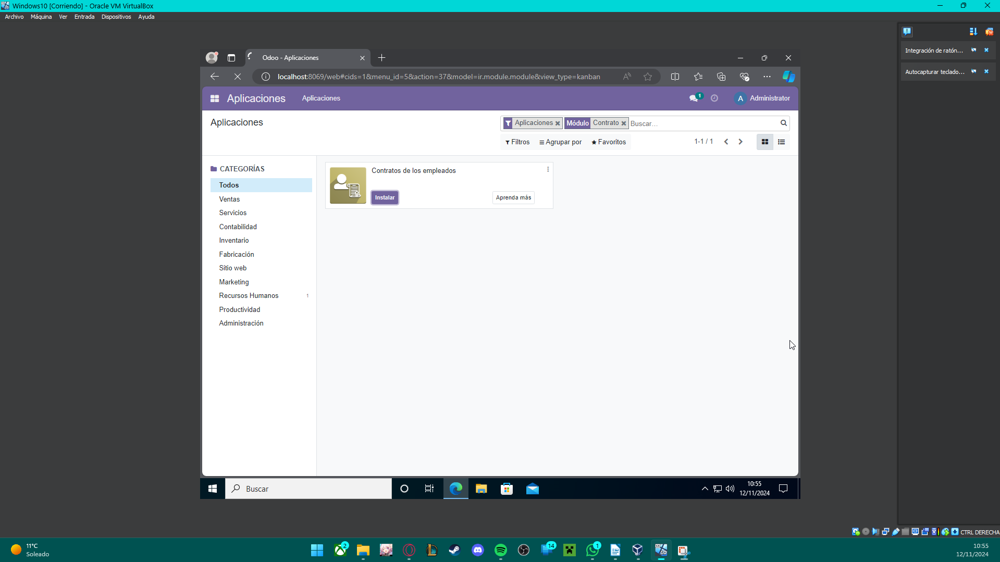 Windows10 [Corriendo] - Oracle VM VirtualBox
Archivo Máquina Ver Entrada Dispositivos Ayuda
Integración de ratón...
Autocapturar teclado...
Odoo - Aplicaciones
localhost:8069/web#cids=1&menu_id=5&action=37&model=ir.module.module&view_type=kanban
Aplicaciones Aplicaciones 1 A Administrator
Aplicaciones
Aplicaciones Módulo Contrato Buscar...
Filtros Agrupar por Favoritos 1-1 / 1
CATEGORÍAS
Todos
Ventas
Servicios
Contabilidad
Inventario
Fabricación
Sitio web
Marketing
Recursos Humanos 1
Productividad
Administración
Contratos de los empleados
Instalar Aprenda más
Buscar
10:55
12/11/2024
CTRL DERECHA
11°C
Soleado
2
14
1
10:55
12/11/2024